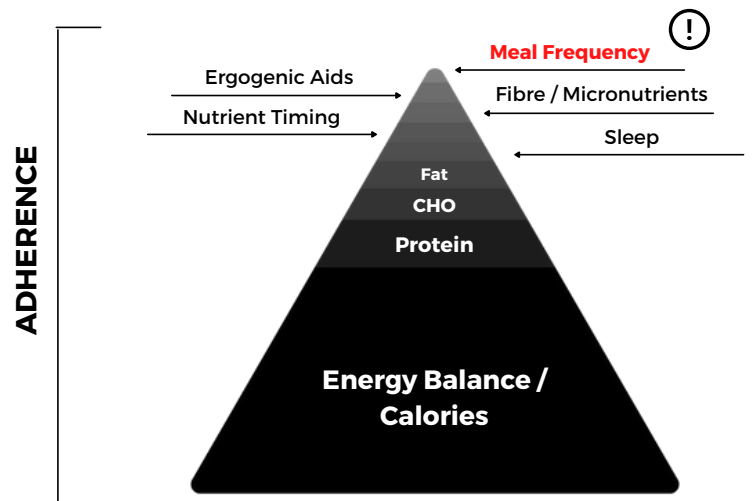 !
Meal Frequency
Ergogenic Aids
Fibre / Micronutrients
Nutrient Timing
Sleep
ADHERENCE
Fat
CHO
Protein
Energy Balance /
Calories